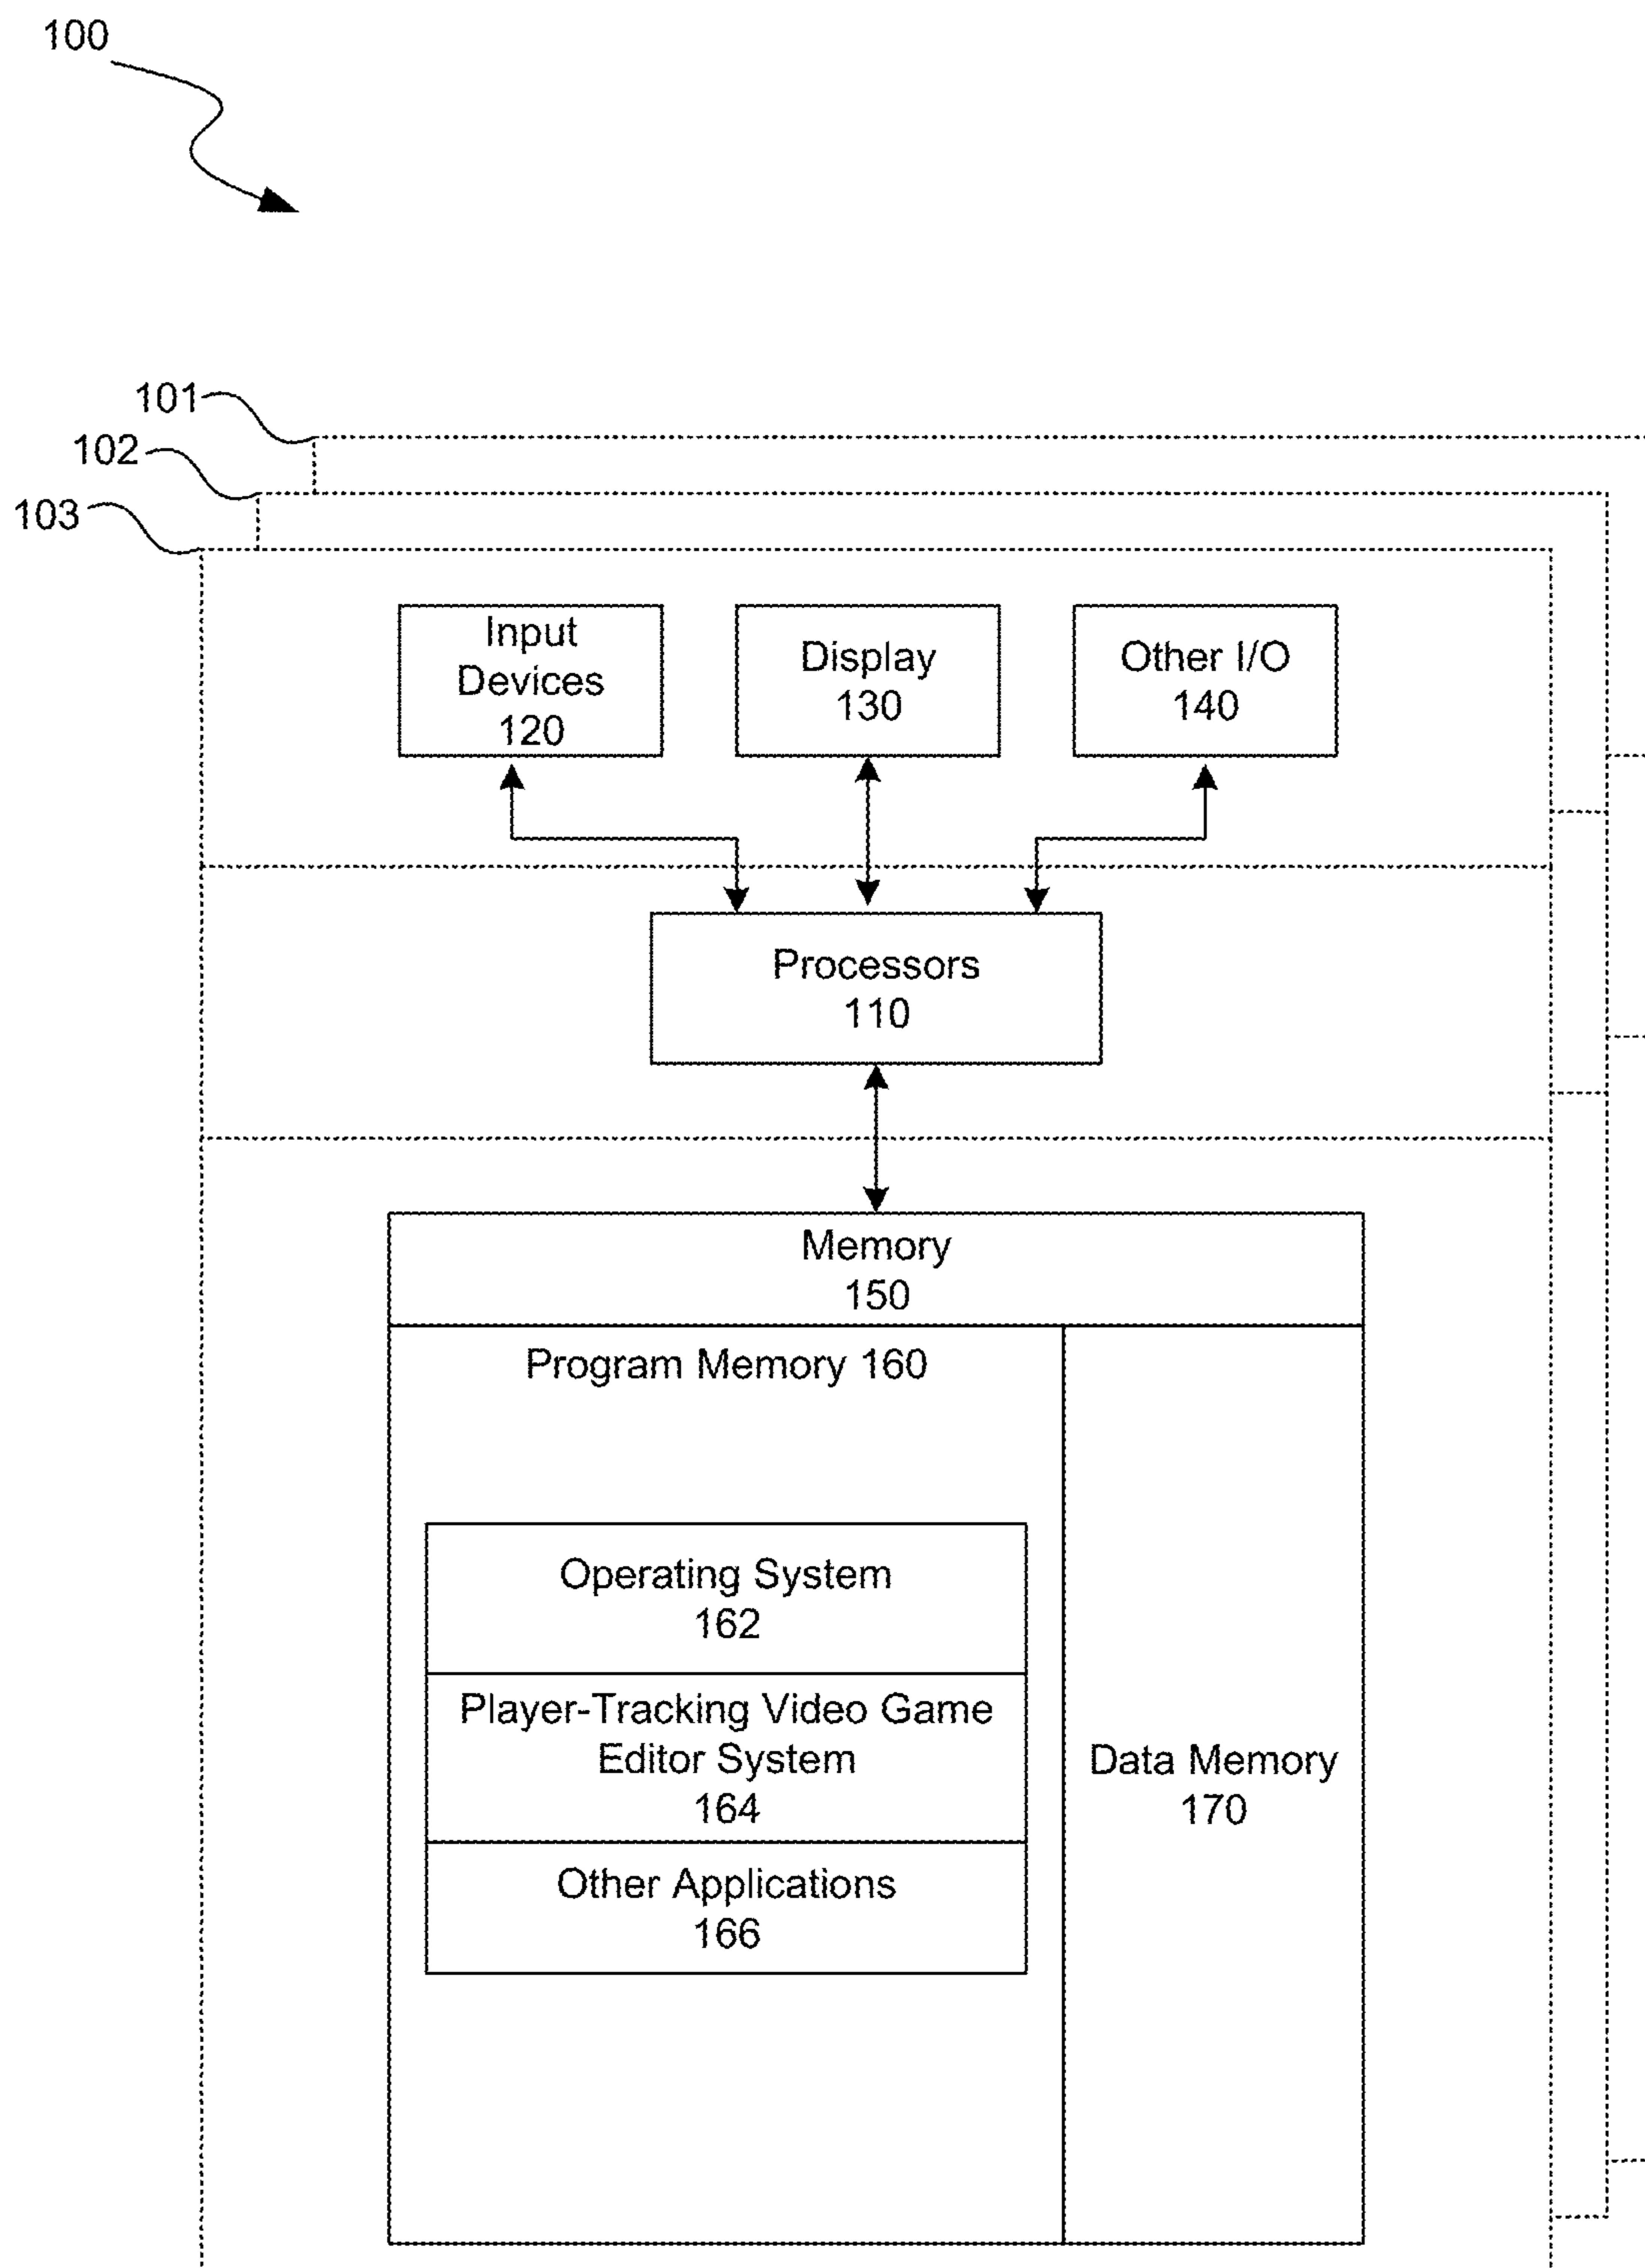 100
101
102
103
Input
Devices
120
Display
130
Other I/O
140
Processors
110
Memory
150
Program Memory 160
Operating System
162
Player-Tracking Video Game
Editor System
164
Other Applications
166
Data Memory
170